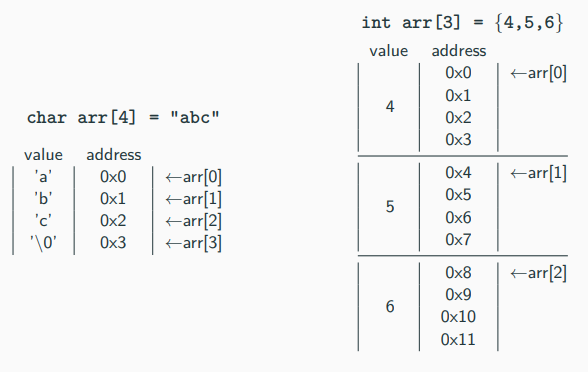 char arr[4] = "abc"
value address
'a' 0x0 ←arr[0]
'b' 0x1 ←arr[1]
'c' 0x2 ←arr[2]
'\0' 0x3 ←arr[3]
int arr[3] = {4,5,6}
value address
0x0 ←arr[0]
0x1
4
0x2
0x3
0x4 ←arr[1]
0x5
5
0x6
0x7
0x8 ←arr[2]
0x9
6
0x10
0x11